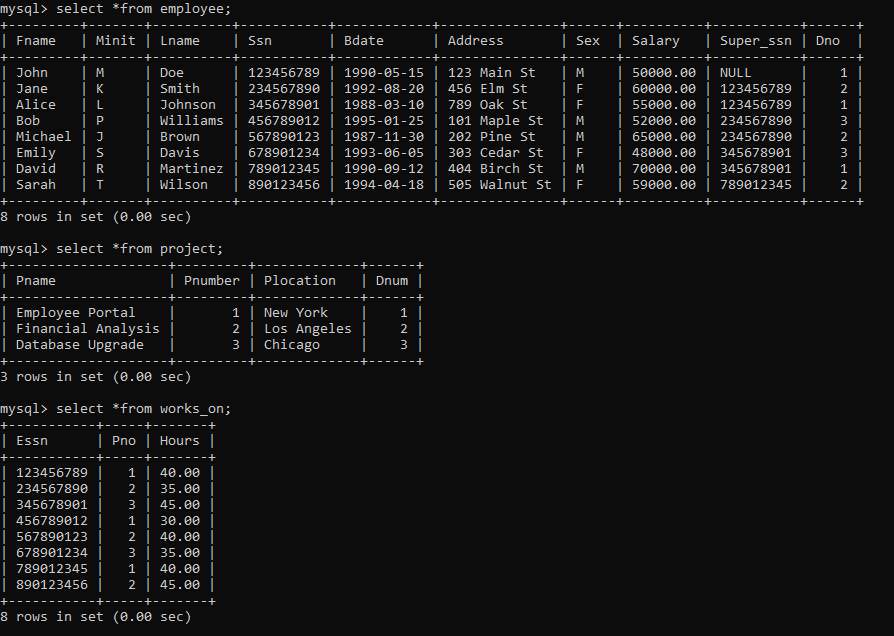 mysql> select *from employee;
+---------+-------+----------+-----------+------------+---------------+------+----------+-----------+------+
| Fname   | Minit | Lname    | Ssn       | Bdate      | Address       | Sex  | Salary   | Super_ssn | Dno  |
+---------+-------+----------+-----------+------------+---------------+------+----------+-----------+------+
| John    | M     | Doe      | 123456789 | 1990-05-15 | 123 Main St   | M    | 50000.00 | NULL      |    1 |
| Jane    | K     | Smith    | 234567890 | 1992-08-20 | 456 Elm St    | F    | 60000.00 | 123456789 |    2 |
| Alice   | L     | Johnson  | 345678901 | 1988-03-10 | 789 Oak St    | F    | 55000.00 | 123456789 |    1 |
| Bob     | P     | Williams | 456789012 | 1995-01-25 | 101 Maple St  | M    | 52000.00 | 234567890 |    3 |
| Michael | J     | Brown    | 567890123 | 1987-11-30 | 202 Pine St   | M    | 65000.00 | 234567890 |    2 |
| Emily   | S     | Davis    | 678901234 | 1993-06-05 | 303 Cedar St  | F    | 48000.00 | 345678901 |    3 |
| David   | R     | Martinez | 789012345 | 1990-09-12 | 404 Birch St  | M    | 70000.00 | 345678901 |    1 |
| Sarah   | T     | Wilson   | 890123456 | 1994-04-18 | 505 Walnut St | F    | 59000.00 | 789012345 |    2 |
+---------+-------+----------+-----------+------------+---------------+------+----------+-----------+------+
8 rows in set (0.00 sec)
mysql> select *from project;
+--------------------+---------+-------------+------+
| Pname              | Pnumber | Plocation   | Dnum |
+--------------------+---------+-------------+------+
| Employee Portal    |       1 | New York    |    1 |
| Financial Analysis |       2 | Los Angeles |    2 |
| Database Upgrade   |       3 | Chicago     |    3 |
+--------------------+---------+-------------+------+
3 rows in set (0.00 sec)
mysql> select *from works_on;
+-----------+-----+-------+
| Essn      | Pno | Hours |
+-----------+-----+-------+
| 123456789 |   1 | 40.00 |
| 234567890 |   2 | 35.00 |
| 345678901 |   3 | 45.00 |
| 456789012 |   1 | 30.00 |
| 567890123 |   2 | 40.00 |
| 678901234 |   3 | 35.00 |
| 789012345 |   1 | 40.00 |
| 890123456 |   2 | 45.00 |
+-----------+-----+-------+
8 rows in set (0.00 sec)